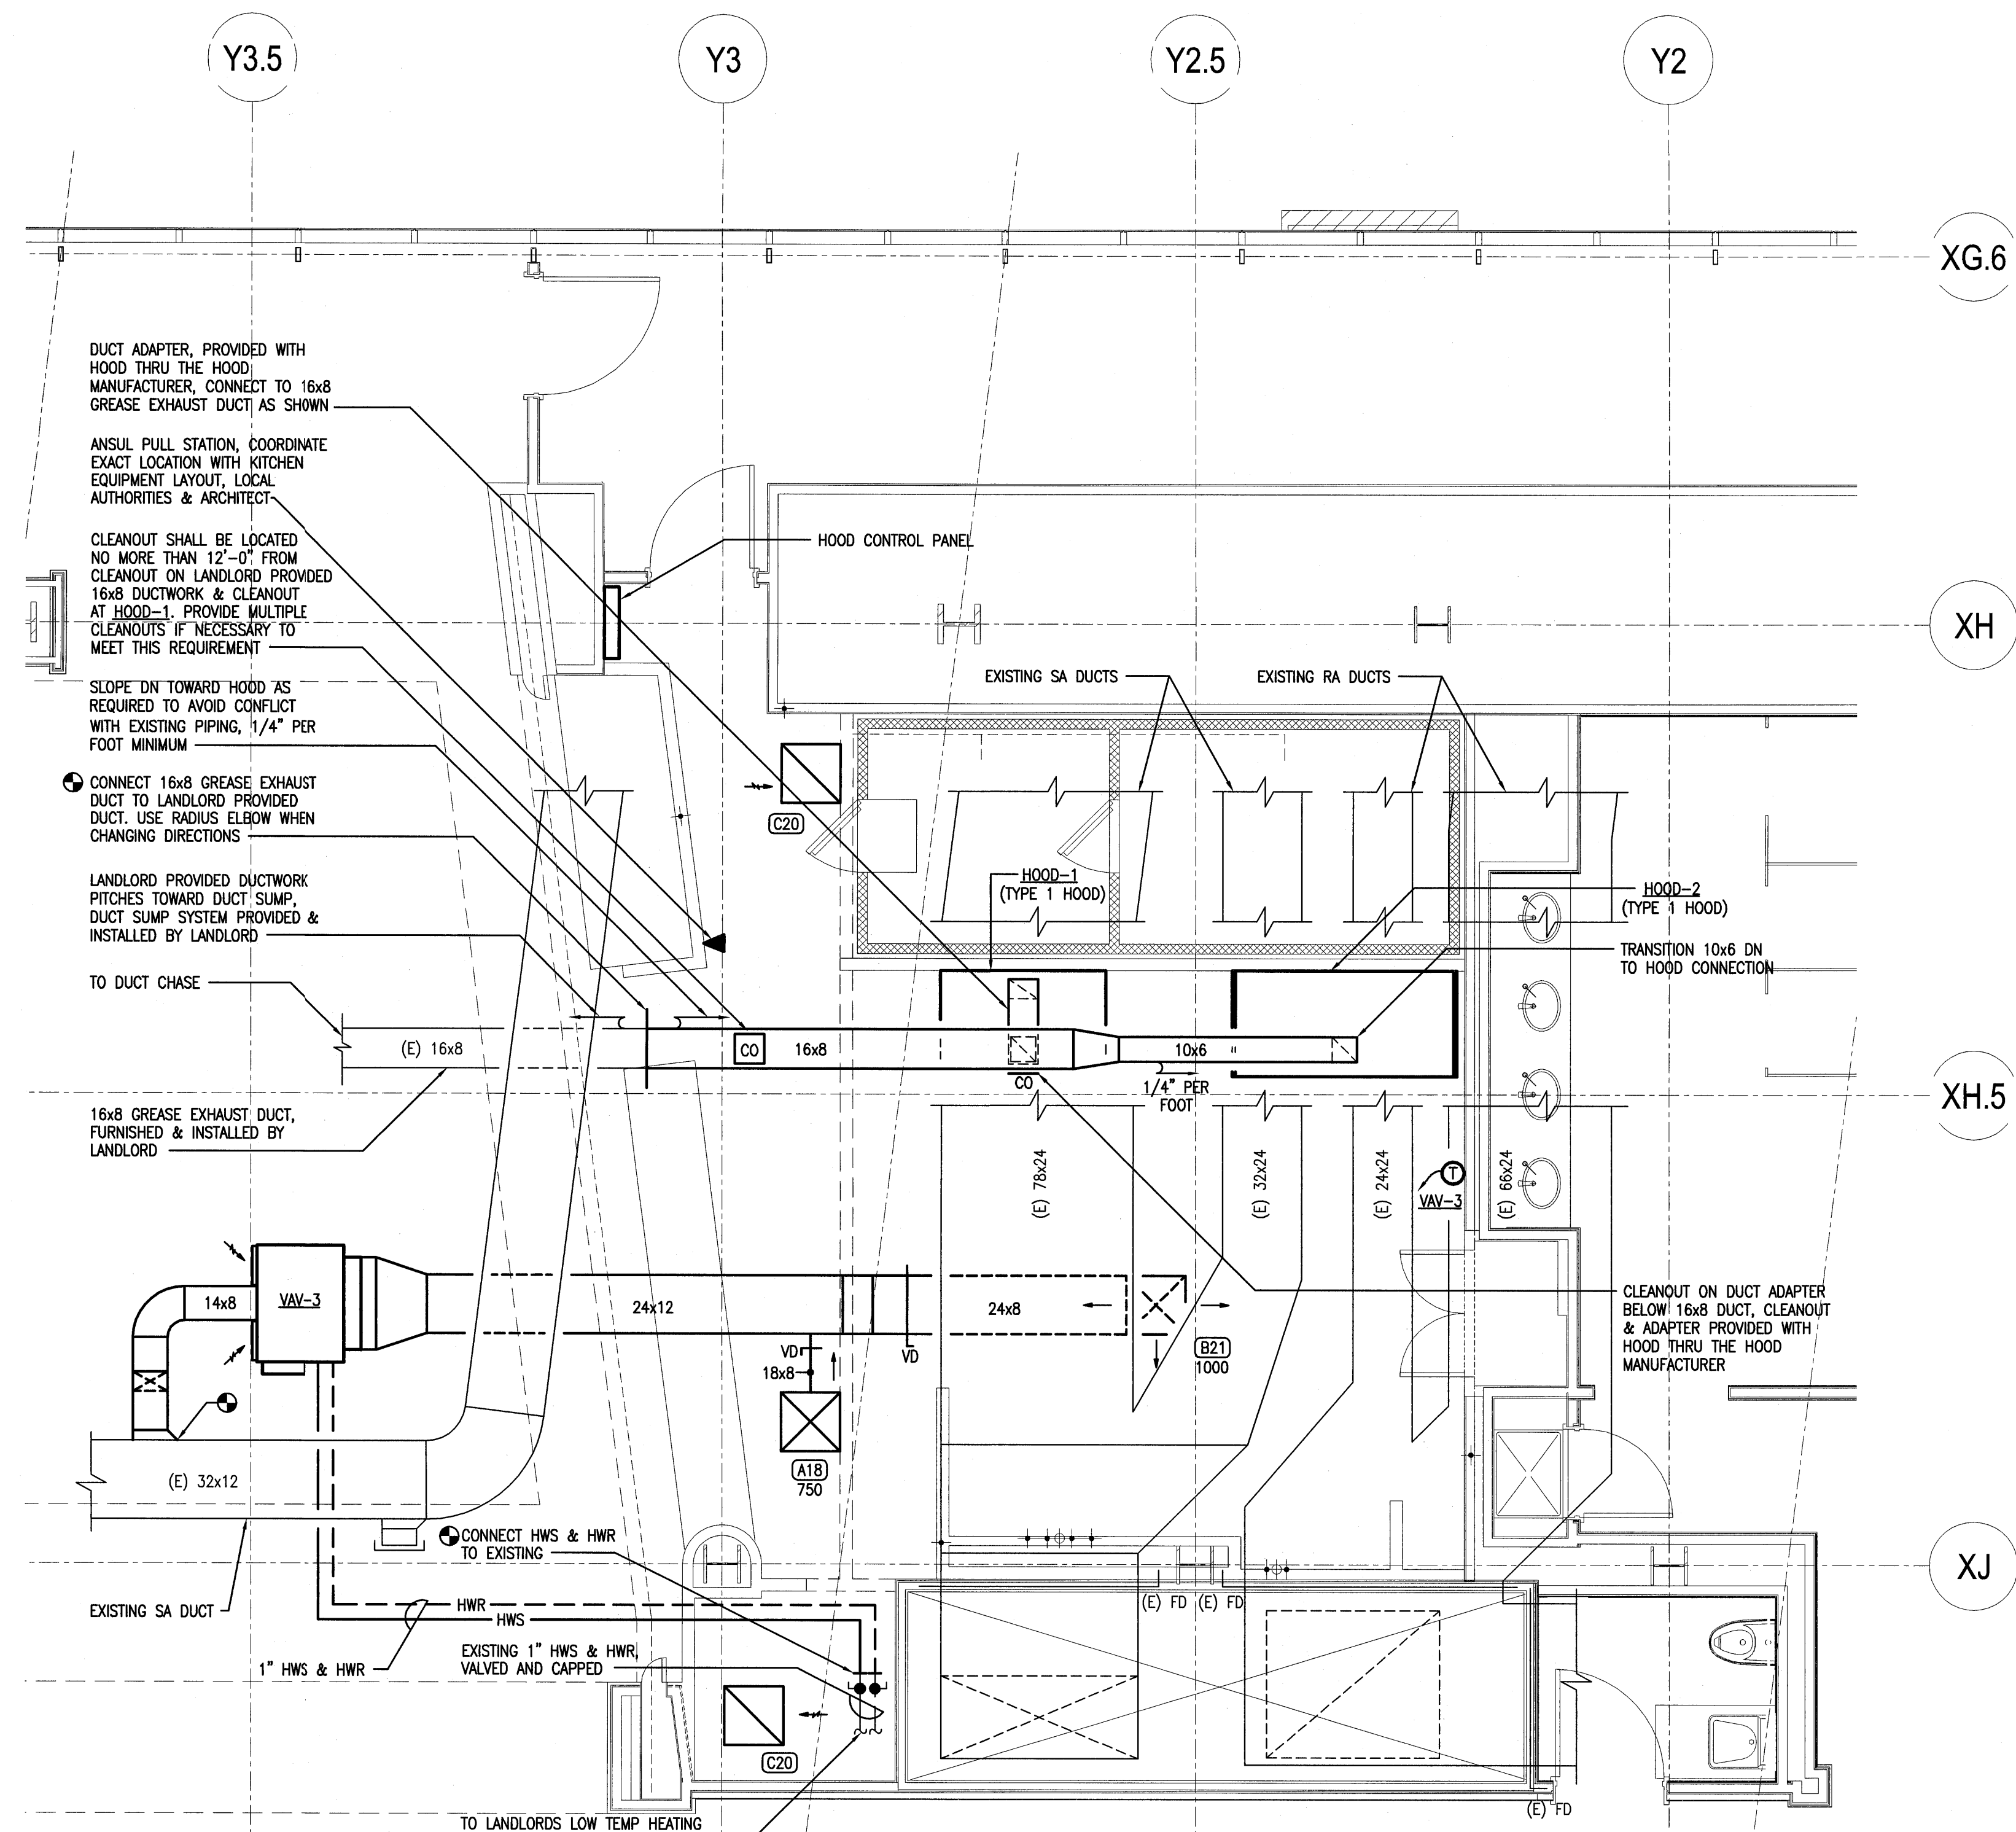 Y3.5
Y3
Y2.5
Y2
XG.6
XH
XH.5
XJ
DUCT ADAPTER, PROVIDED WITH
HOOD THRU THE HOOD
MANUFACTURER, CONNECT TO 16x8
GREASE EXHAUST DUCT AS SHOWN
ANSUL PULL STATION, COORDINATE
EXACT LOCATION WITH KITCHEN
EQUIPMENT LAYOUT, LOCAL
AUTHORITIES & ARCHITECT
CLEANOUT SHALL BE LOCATED
NO MORE THAN 12'-0" FROM
CLEANOUT ON LANDLORD PROVIDED
16x8 DUCTWORK & CLEANOUT
AT HOOD-1. PROVIDE MULTIPLE
CLEANOUTS IF NECESSARY TO
MEET THIS REQUIREMENT
SLOPE DN TOWARD HOOD AS
REQUIRED TO AVOID CONFLICT
WITH EXISTING PIPING, 1/4" PER
FOOT MINIMUM
CONNECT 16x8 GREASE EXHAUST
DUCT TO LANDLORD PROVIDED
DUCT. USE RADIUS ELBOW WHEN
CHANGING DIRECTIONS
LANDLORD PROVIDED DUCTWORK
PITCHES TOWARD DUCT SUMP,
DUCT SUMP SYSTEM PROVIDED &
INSTALLED BY LANDLORD
TO DUCT CHASE
(E) 16x8
16x8 GREASE EXHAUST DUCT,
FURNISHED & INSTALLED BY
LANDLORD
HOOD CONTROL PANEL
EXISTING SA DUCTS
EXISTING RA DUCTS
C20
HOOD-1
(TYPE 1 HOOD)
HOOD-2
(TYPE 1 HOOD)
TRANSITION 10x6 DN
TO HOOD CONNECTION
CO
16x8
10x6
CO
1/4" PER
FOOT
(E) 78x24
(E) 32x24
(E) 24x24
T
VAV-3
(E) 66x24
14x8
VAV-3
24x12
24x8
VD
VD
18x8
B21
1000
CLEANOUT ON DUCT ADAPTER
BELOW 16x8 DUCT, CLEANOUT
& ADAPTER PROVIDED WITH
HOOD THRU THE HOOD
MANUFACTURER
A18
750
(E) 32x12
CONNECT HWS & HWR
TO EXISTING
EXISTING SA DUCT
HWR
HWS
1" HWS & HWR
EXISTING 1" HWS & HWR,
VALVED AND CAPPED
(E) FD
(E) FD
C20
(E) FD
TO LANDLORDS LOW TEMP HEATING